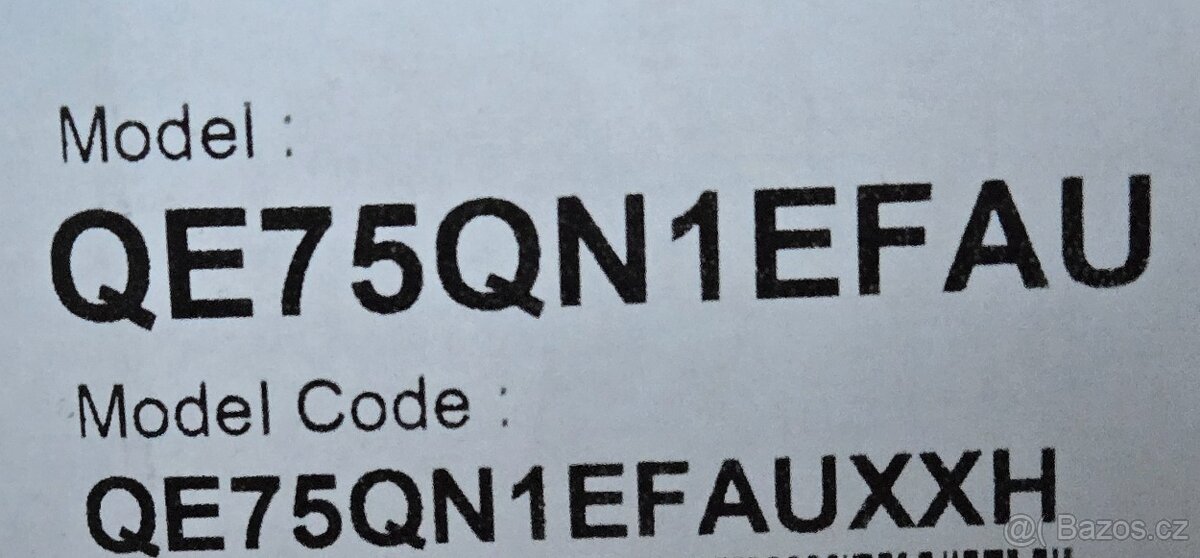 Model :
QE75QN1EFAU
Model Code :
QE75QN1EFAUXXH
@( Bazos.cz